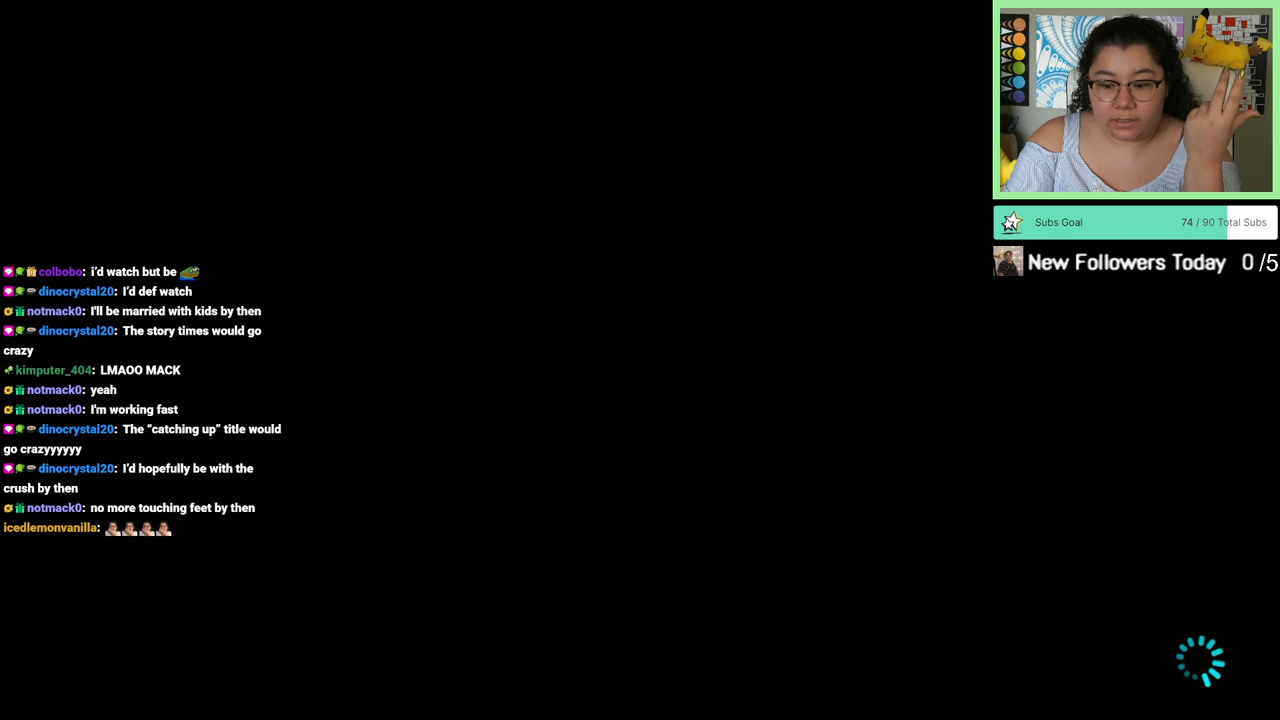 Subs Goal 74 / 90 Total Subs
New Followers Today 0 /5
colbobo: i’d watch but be
dinocrystal20: I’d def watch
notmack0: I'll be married with kids by then
dinocrystal20: The story times would go
crazy
kimputer_404: LMAOO MACK
notmack0: yeah
notmack0: I'm working fast
dinocrystal20: The “catching up” title would
go crazyyyyyy
dinocrystal20: I’d hopefully be with the
crush by then
notmack0: no more touching feet by then
icedlemonvanilla: